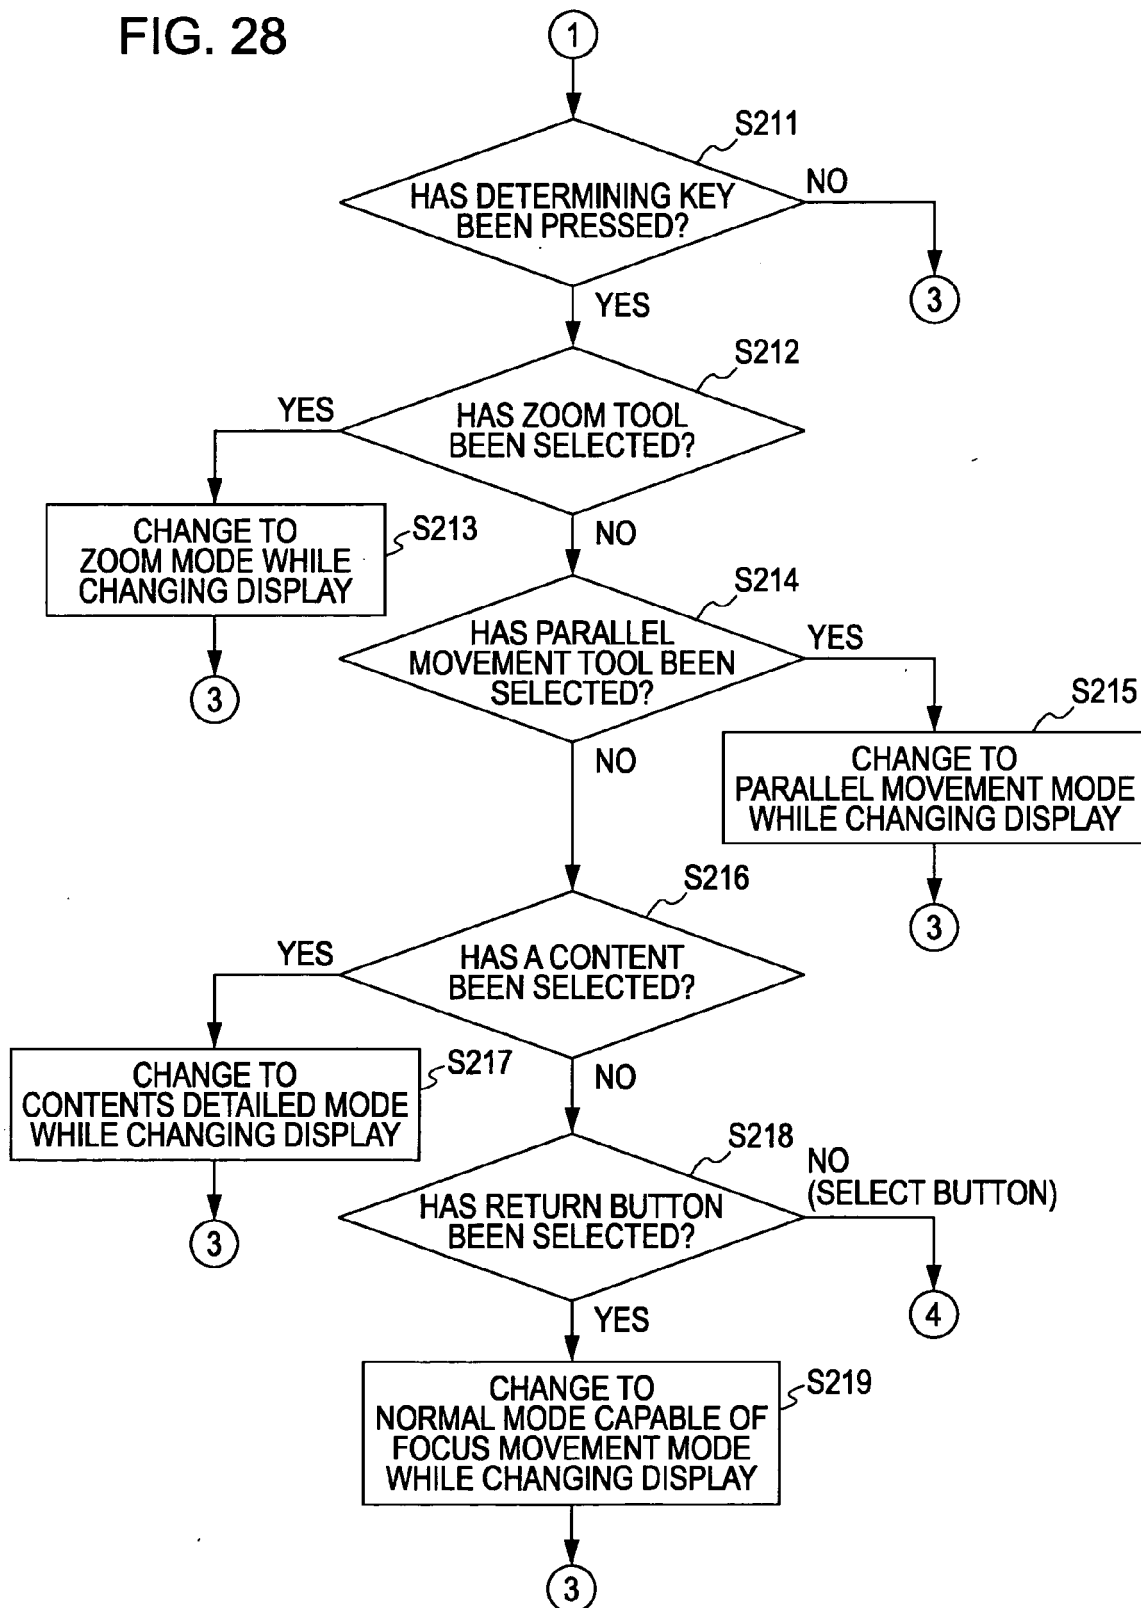 FIG. 28
1
S211
HAS DETERMINING KEY
BEEN PRESSED?
NO
3
YES
S212
HAS ZOOM TOOL
BEEN SELECTED?
YES
S213
CHANGE TO
ZOOM MODE WHILE
CHANGING DISPLAY
3
NO
S214
HAS PARALLEL
MOVEMENT TOOL BEEN
SELECTED?
YES
S215
CHANGE TO
PARALLEL MOVEMENT MODE
WHILE CHANGING DISPLAY
3
NO
S216
HAS A CONTENT
BEEN SELECTED?
YES
S217
CHANGE TO
CONTENTS DETAILED MODE
WHILE CHANGING DISPLAY
3
NO
S218
HAS RETURN BUTTON
BEEN SELECTED?
NO
(SELECT BUTTON)
4
YES
S219
CHANGE TO
NORMAL MODE CAPABLE OF
FOCUS MOVEMENT MODE
WHILE CHANGING DISPLAY
3